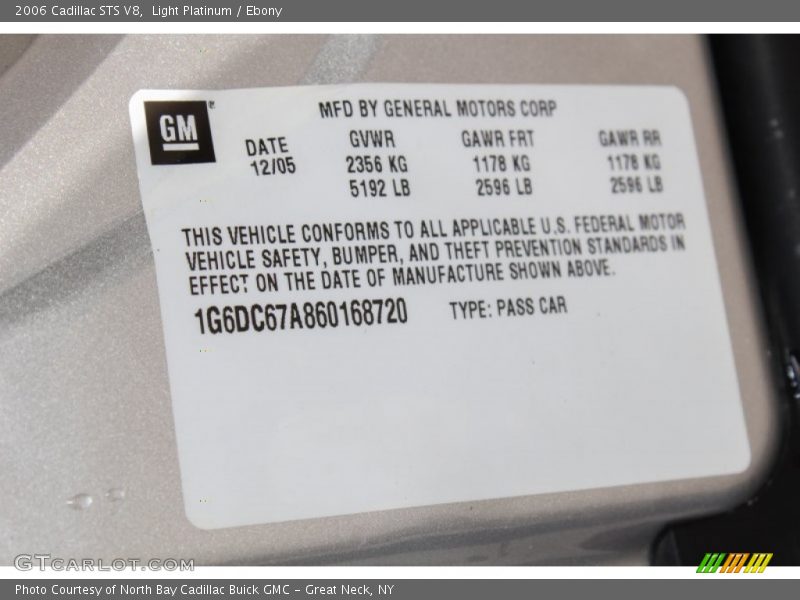 2006 Cadillac STS V8,  Light Platinum / Ebony
GM®
MFD BY GENERAL MOTORS CORP
DATE GVWR GAWR FRT GAWR RR
12/05 2356 KG 1178 KG 1178 KG
5192 LB 2596 LB 2596 LB
THIS VEHICLE CONFORMS TO ALL APPLICABLE U.S. FEDERAL MOTOR
VEHICLE SAFETY, BUMPER, AND THEFT PREVENTION STANDARDS IN
EFFECT ON THE DATE OF MANUFACTURE SHOWN ABOVE.
1G6DC67A860168720 TYPE: PASS CAR
GTCARLOT.COM
Photo Courtesy of North Bay Cadillac Buick GMC - Great Neck, NY